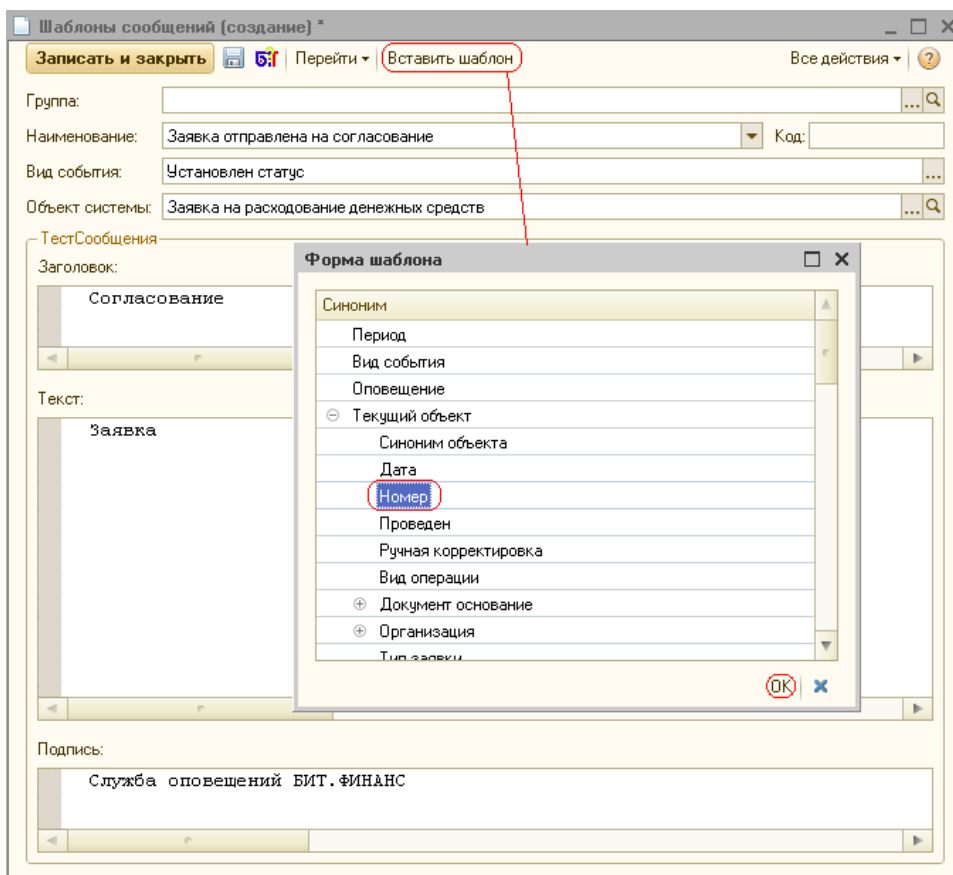 Шаблоны сообщений (создание) *
Записать и закрыть БИТ Перейти Вставить шаблон Все действия ?
Группа: ...
Наименование: Заявка отправлена на согласование Код:
Вид события: Установлен статус ...
Объект системы: Заявка на расходование денежных средств ...
ТестСообщения
Заголовок:
Согласование
Текст:
Заявка
Форма шаблона
Синоним
Период
Вид события
Оповещение
Текущий объект
Синоним объекта
Дата
Номер
Проведен
Ручная корректировка
Вид операции
Документ основание
Организация
Тип заявки
OK
Подпись:
Служба оповещений БИТ.ФИНАНС